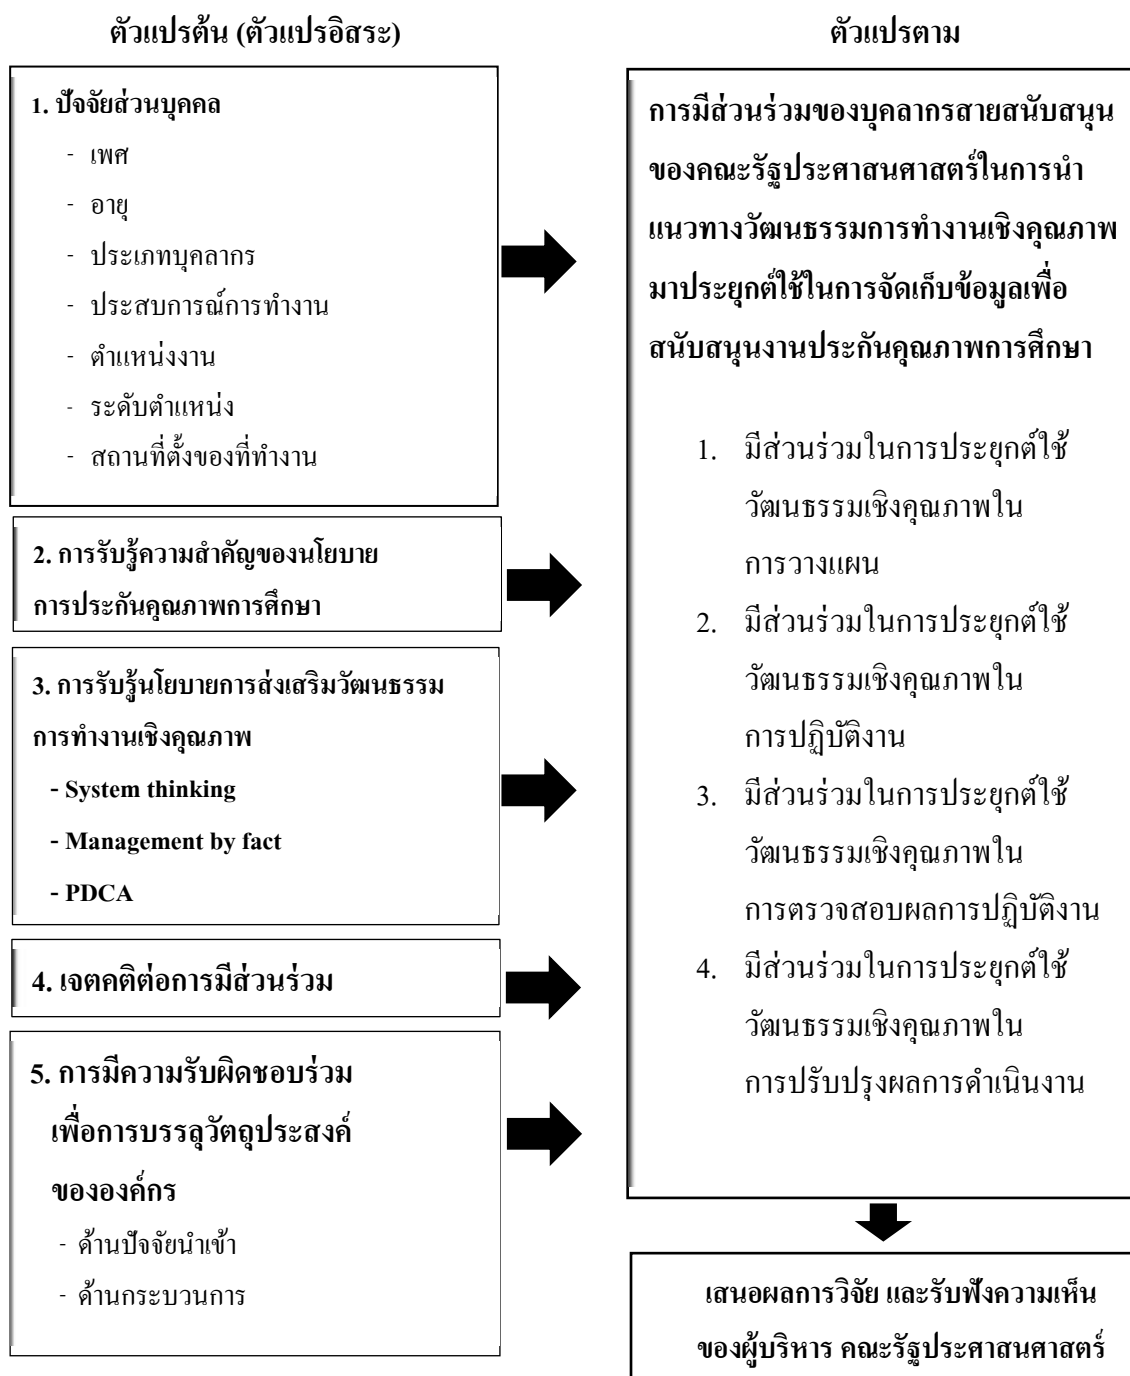 ตัวแปรต้น (ตัวแปรอิสระ)
1. ปัจจัยส่วนบุคคล
- เพศ
- อายุ
- ประเภทบุคลากร
- ประสบการณ์การทำงาน
- ตำแหน่งงาน
- ระดับตำแหน่ง
- สถานที่ตั้งของที่ทำงาน
2. การรับรู้ความสำคัญของนโยบาย
การประกันคุณภาพการศึกษา
3. การรับรู้นโยบายการส่งเสริมวัฒนธรรม
การทำงานเชิงคุณภาพ
- System thinking
- Management by fact
- PDCA
4. เจตคติต่อการมีส่วนร่วม
5. การมีความรับผิดชอบร่วม
เพื่อการบรรลุวัตถุประสงค์
ขององค์กร
- ด้านปัจจัยนำเข้า
- ด้านกระบวนการ
ตัวแปรตาม
การมีส่วนร่วมของบุคลากรสายสนับสนุน
ของคณะรัฐประศาสนศาสตร์ในการนำ
แนวทางวัฒนธรรมการทำงานเชิงคุณภาพ
มาประยุกต์ใช้ในการจัดเก็บข้อมูลเพื่อ
สนับสนุนงานประกันคุณภาพการศึกษา
1. มีส่วนร่วมในการประยุกต์ใช้
วัฒนธรรมเชิงคุณภาพใน
การวางแผน
2. มีส่วนร่วมในการประยุกต์ใช้
วัฒนธรรมเชิงคุณภาพใน
การปฏิบัติงาน
3. มีส่วนร่วมในการประยุกต์ใช้
วัฒนธรรมเชิงคุณภาพใน
การตรวจสอบผลการปฏิบัติงาน
4. มีส่วนร่วมในการประยุกต์ใช้
วัฒนธรรมเชิงคุณภาพใน
การปรับปรุงผลการดำเนินงาน
เสนอผลการวิจัย และรับฟังความเห็น
ของผู้บริหาร คณะรัฐประศาสนศาสตร์